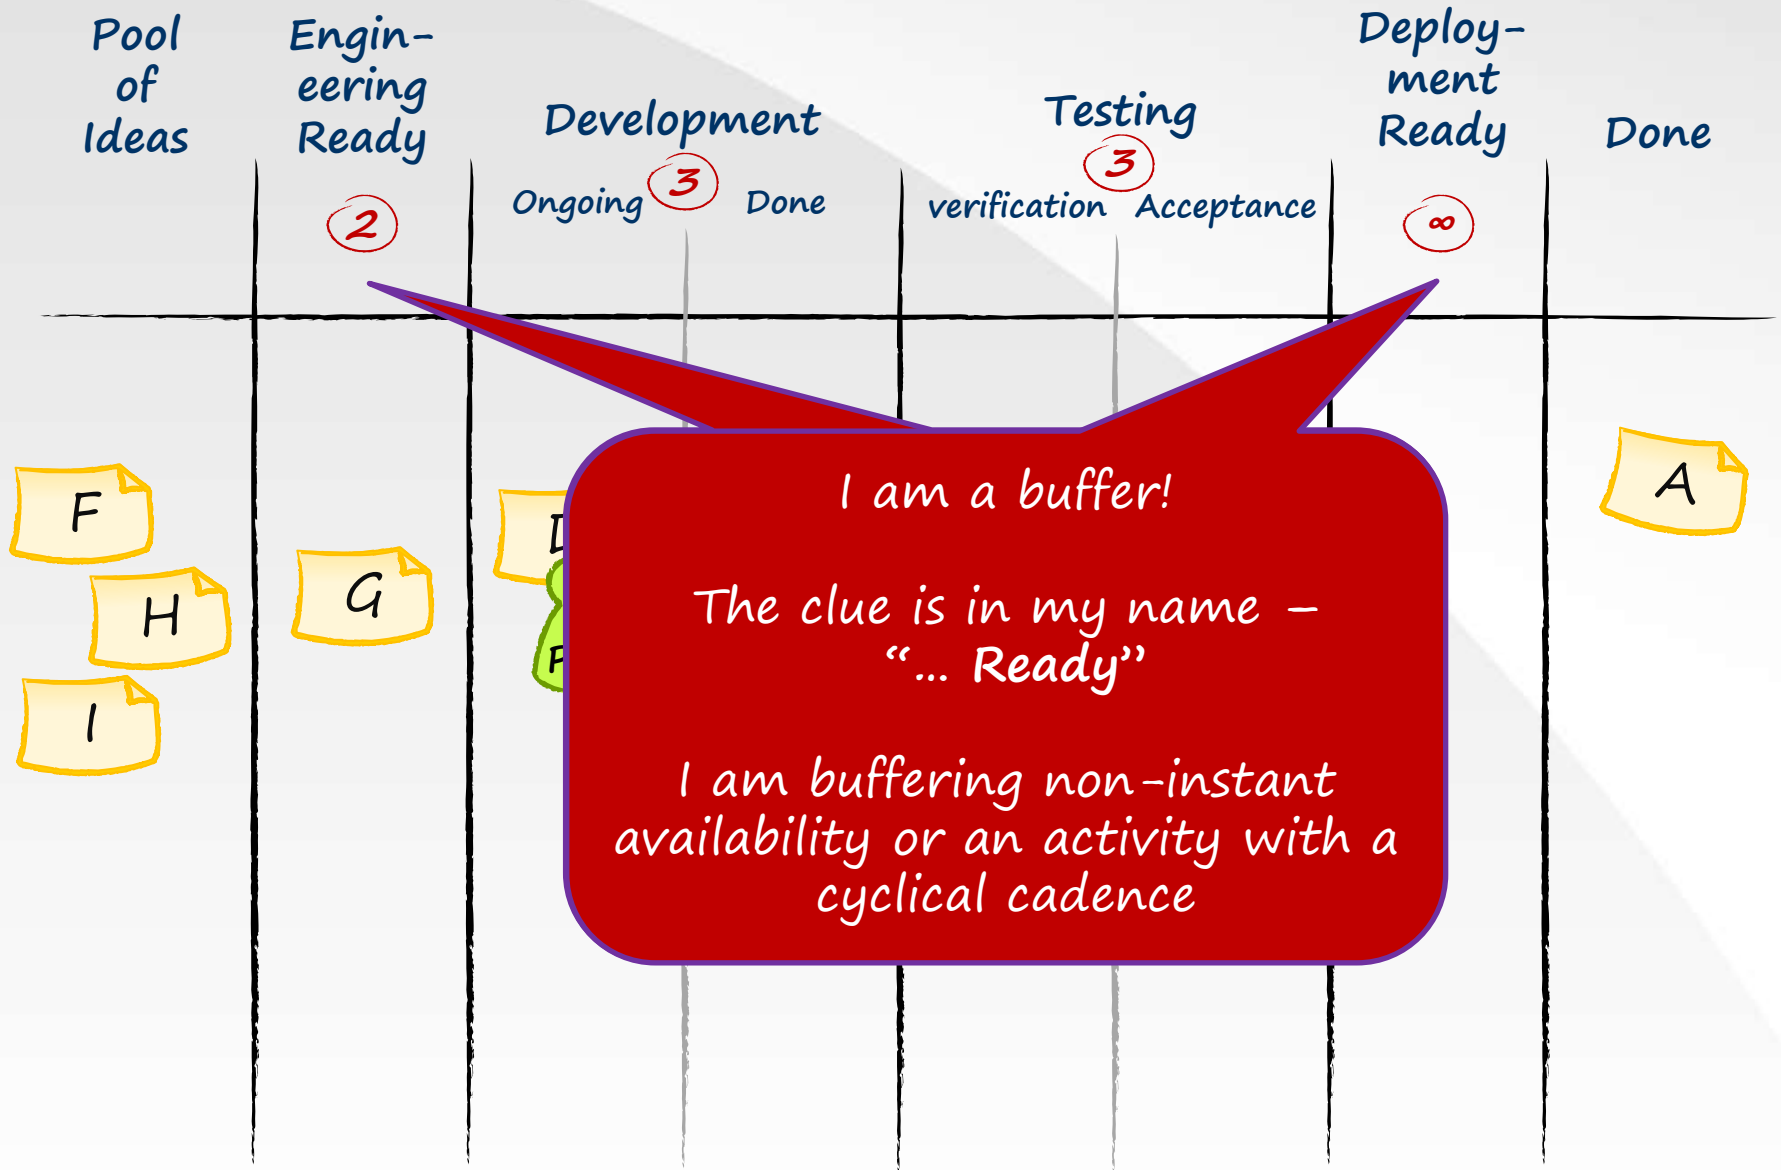 Pool
of
Ideas
Engin-
eering
Ready
2
Development
3
Ongoing
Done
Testing
3
verification
Acceptance
Deploy-
ment
Ready
∞
Done
F
H
I
G
A
I am a buffer!
The clue is in my name –
“... Ready”
I am buffering non-instant
availability or an activity with a
cyclical cadence